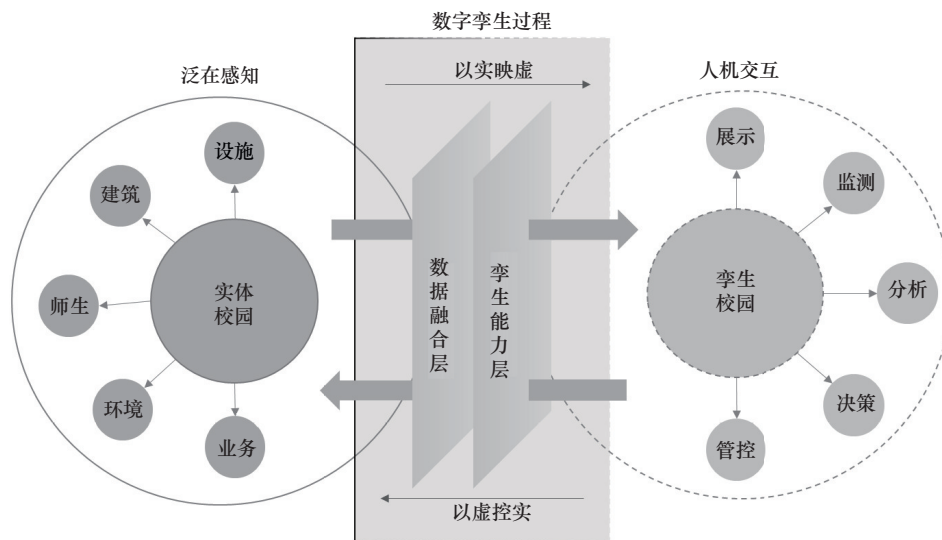 数字孪生过程
泛在感知
以实映虚
人机交互
设施
建筑
师生
环境
业务
实体
校园
数据融合层
孪生能力层
展示
监测
分析
决策
管控
孪生
校园
以虚控实